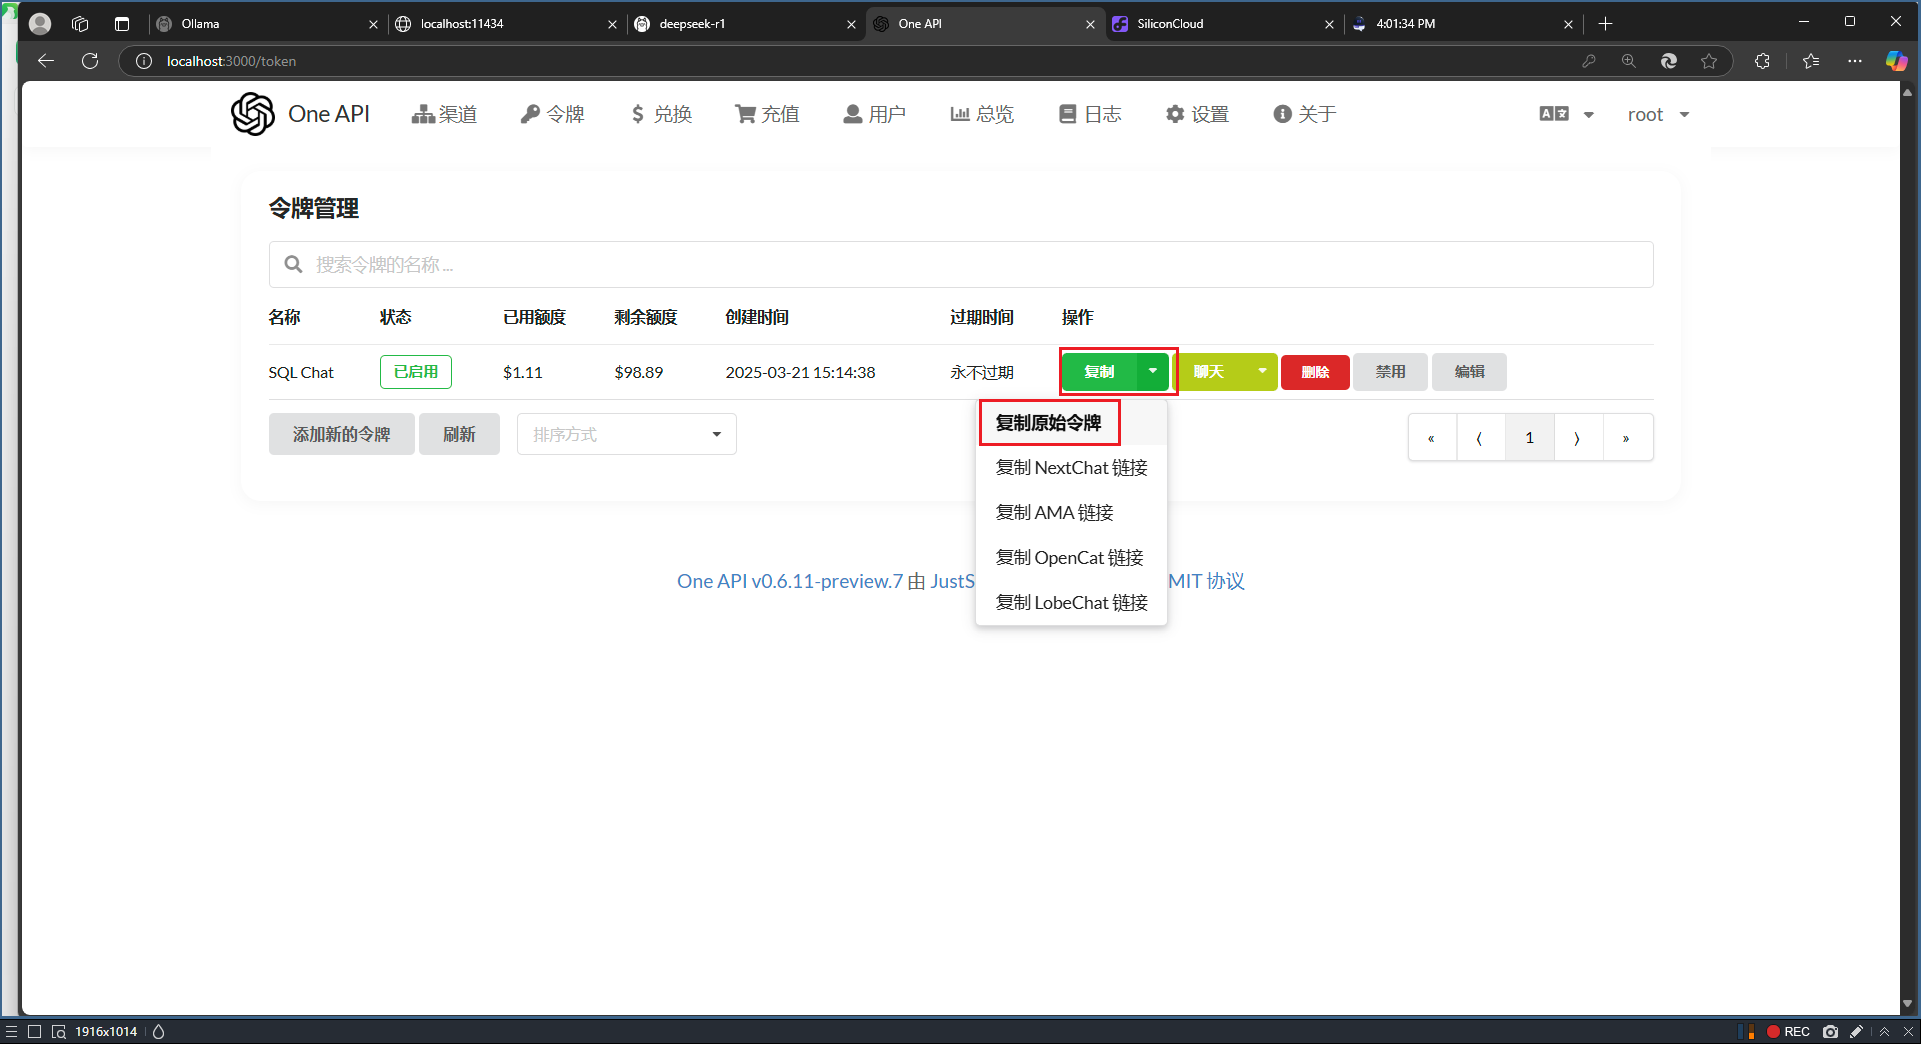 Ollama
localhost:11434
deepseek-r1
One API
SiliconCloud
4:01:34 PM
localhost:3000/token
One API 渠道 令牌 兑换 充值 用户 总览 日志 设置 关于 root
令牌管理
搜索令牌的名称 ...
名称 状态 已用额度 剩余额度 创建时间 过期时间 操作
SQL Chat 已启用 $1.11 $98.89 2025-03-21 15:14:38 永不过期 复制 聊天 删除 禁用 编辑
添加新的令牌 刷新 排序方式 « ⟨ 1 ⟩ »
复制原始令牌
复制 NextChat 链接
复制 AMA 链接
复制 OpenCat 链接
复制 LobeChat 链接
One API v0.6.11-preview.7 由 JustS MIT 协议
1916x1014 REC